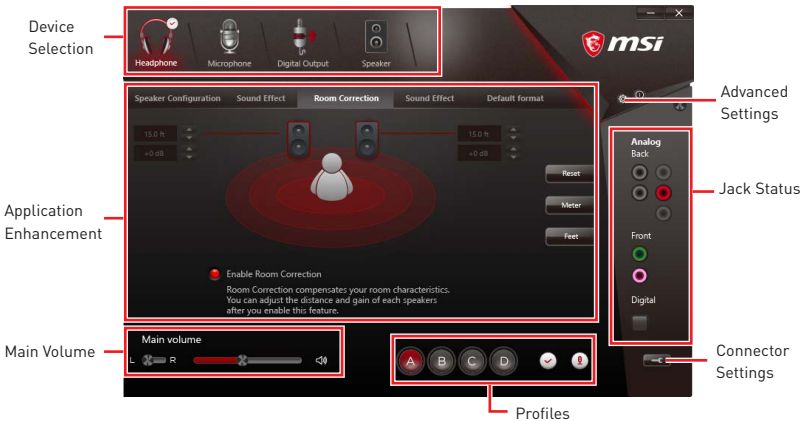 Device
Selection
Headphone
Microphone
Digital Output
Speaker
msi
Advanced
Settings
Speaker Configuration
Sound Effect
Room Correction
Sound Effect
Default format
15.0 ft
+0 dB
15.0 ft
+0 dB
Reset
Meter
Feet
Application
Enhancement
Enable Room Correction
Room Correction compensates your room characteristics.
You can adjust the distance and gain of each speakers
after you enable this feature.
Analog
Back
Front
Digital
Jack Status
Main Volume
Main volume
L
R
A
B
C
D
Connector
Settings
Profiles